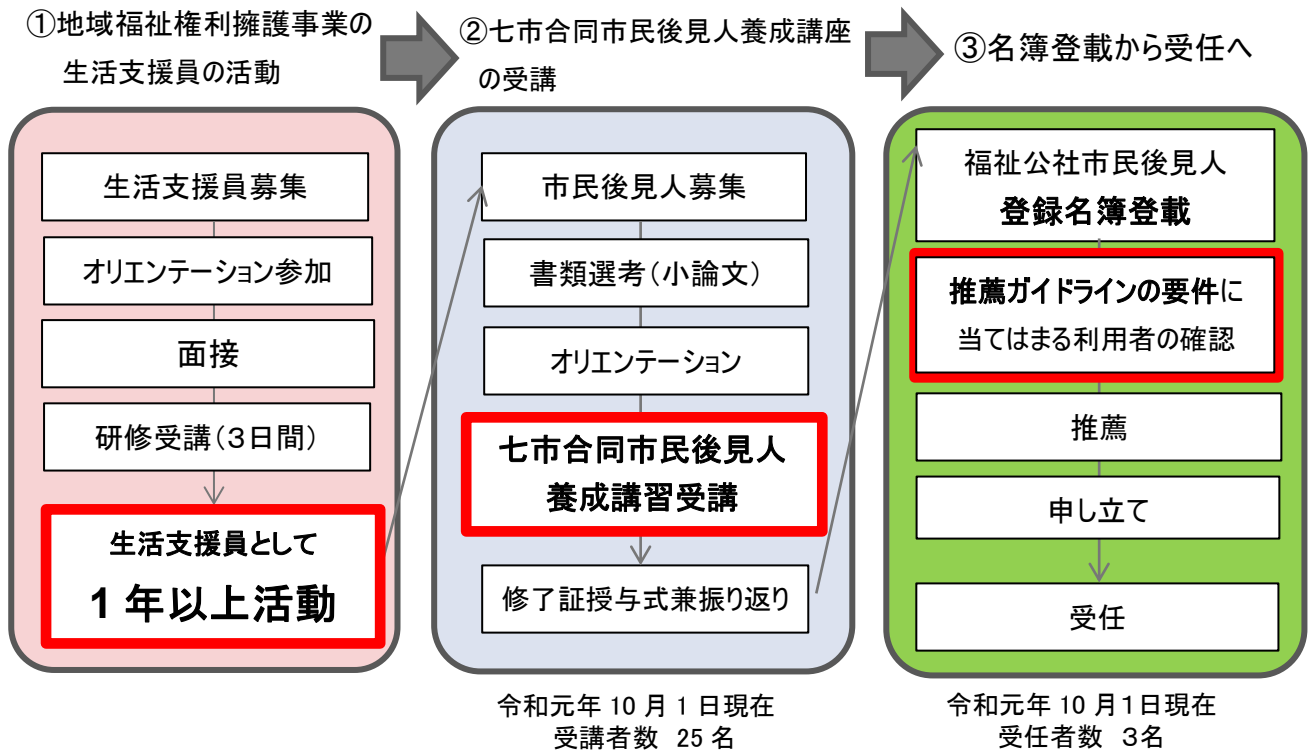 ①地域福祉権利擁護事業の
生活支援員の活動
生活支援員募集
オリエンテーション参加
面接
研修受講(3日間)
生活支援員として
1年以上活動
②七市合同市民後見人養成講座
の受講
市民後見人募集
書類選考(小論文)
オリエンテーション
七市合同市民後見人
養成講習受講
修了証授与式兼振り返り
令和元年 10 月 1 日現在
受講者数 25 名
③名簿登載から受任へ
福祉公社市民後見人
登録名簿登載
推薦ガイドラインの要件に
当てはまる利用者の確認
推薦
申し立て
受任
令和元年 10 月1日現在
受任者数 3名